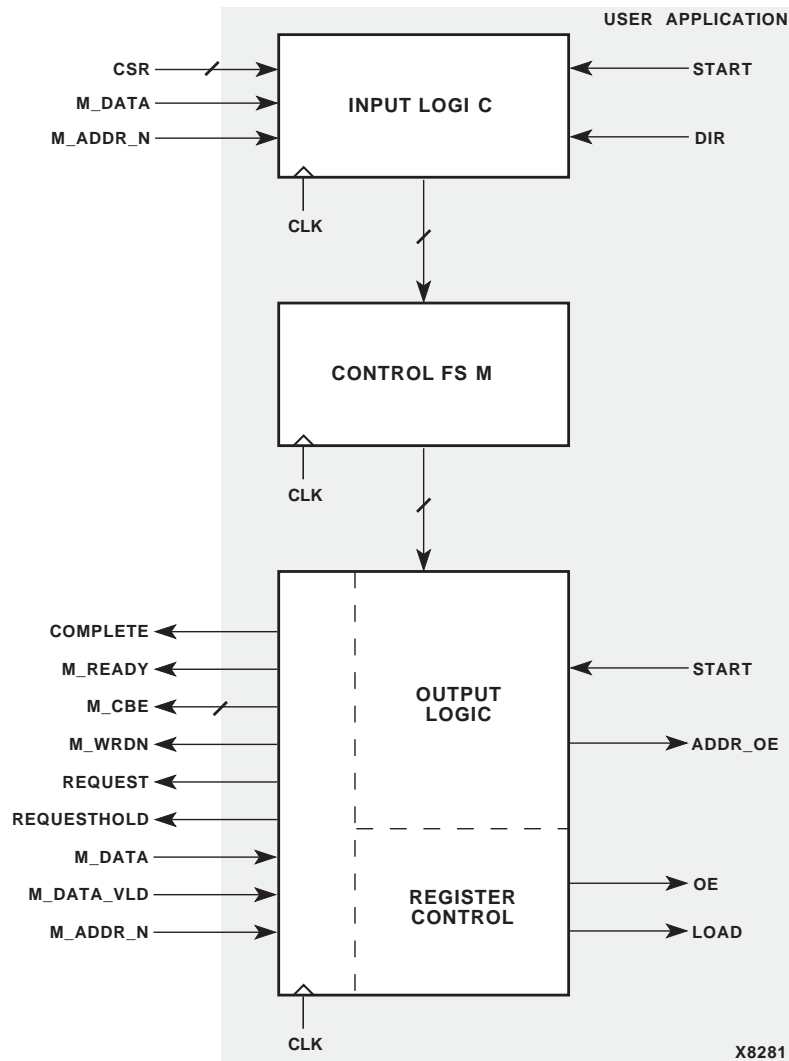 USER APPLICATION
CSR
M_DATA
M_ADDR_N
INPUT LOGI C
START
DIR
CLK
CONTROL FS M
CLK
COMPLETE
M_READY
M_CBE
M_WRDN
REQUEST
REQUESTHOLD
M_DATA
M_DATA_VLD
M_ADDR_N
OUTPUT
LOGIC
REGISTER
CONTROL
START
ADDR_OE
OE
LOAD
CLK
X8281